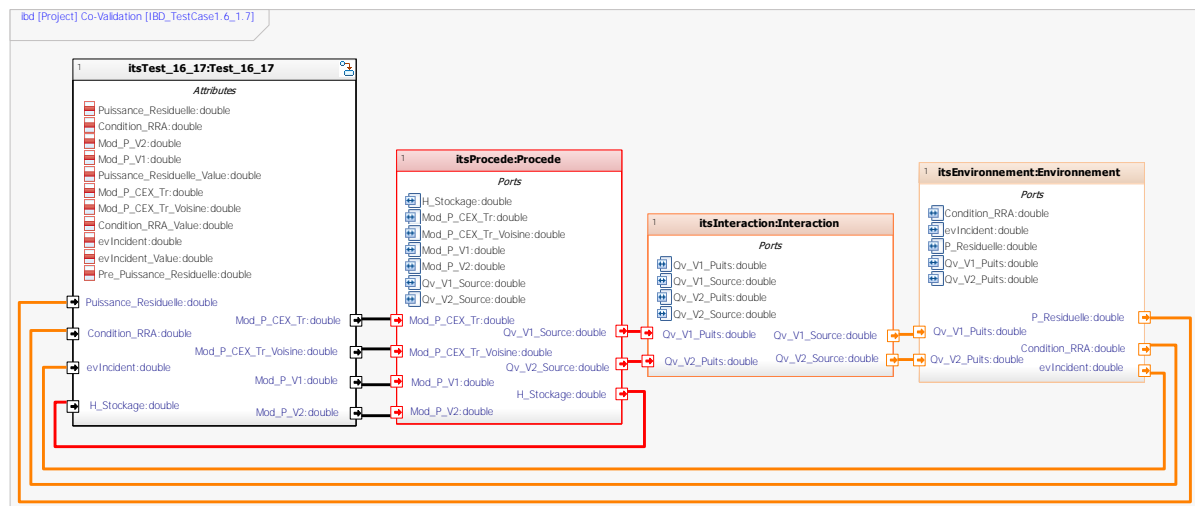 ibd [Project] Co-Validation [IBD_TestCase1.6_1.7]
1
itsTest_16_17:Test_16_17
Attributes
Puissance_Residuelle:double
Condition_RRA:double
Mod_P_V2:double
Mod_P_V1:double
Puissance_Residuelle_Value:double
Mod_P_CEX_Tr:double
Mod_P_CEX_Tr_Voisine:double
Condition_RRA_Value:double
evIncident:double
evIncident_Value:double
Pre_Puissance_Residuelle:double
Puissance_Residuelle:double
Condition_RRA:double
evIncident:double
H_Stockage:double
Mod_P_CEX_Tr:double
Mod_P_CEX_Tr_Voisine:double
Mod_P_V1:double
Mod_P_V2:double
1
itsProcede:Procede
Ports
H_Stockage:double
Mod_P_CEX_Tr:double
Mod_P_CEX_Tr_Voisine:double
Mod_P_V1:double
Mod_P_V2:double
Qv_V1_Source:double
Qv_V2_Source:double
Mod_P_CEX_Tr:double
Qv_V1_Source:double
Mod_P_CEX_Tr_Voisine:double
Qv_V2_Source:double
Mod_P_V1:double
H_Stockage:double
Mod_P_V2:double
1
itsInteraction:Interaction
Ports
Qv_V1_Puits:double
Qv_V1_Source:double
Qv_V2_Puits:double
Qv_V2_Source:double
Qv_V1_Puits:double
Qv_V1_Source:double
Qv_V2_Puits:double
Qv_V2_Source:double
1
itsEnvironnement:Environnement
Ports
Condition_RRA:double
evIncident:double
P_Residuelle:double
Qv_V1_Puits:double
Qv_V2_Puits:double
P_Residuelle:double
Qv_V1_Puits:double
Condition_RRA:double
Qv_V2_Puits:double
evIncident:double